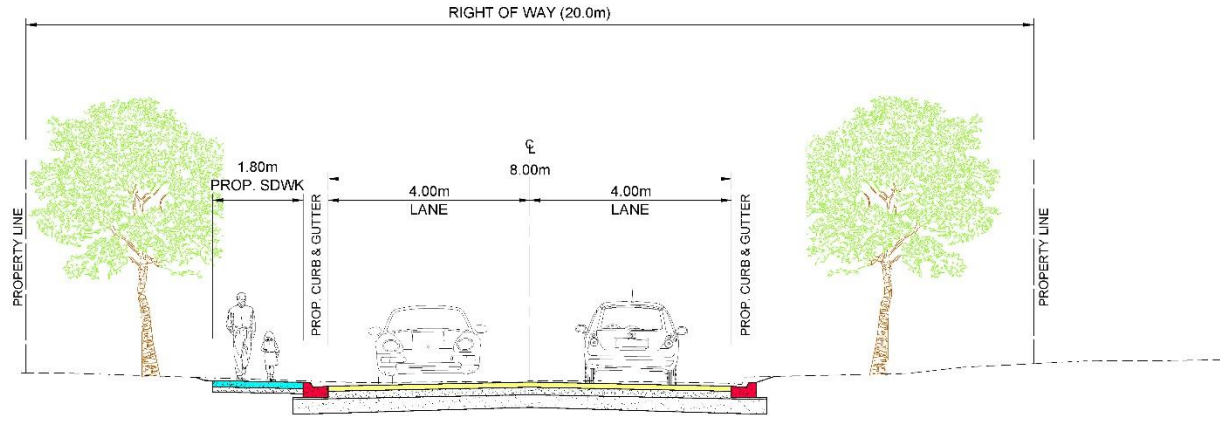 RIGHT OF WAY (20.0m)
℄
8.00m
1.80m
PROP. SDWK
4.00m
LANE
4.00m
LANE
PROPERTY LINE
PROP. CURB & GUTTER
PROP. CURB & GUTTER
PROPERTY LINE